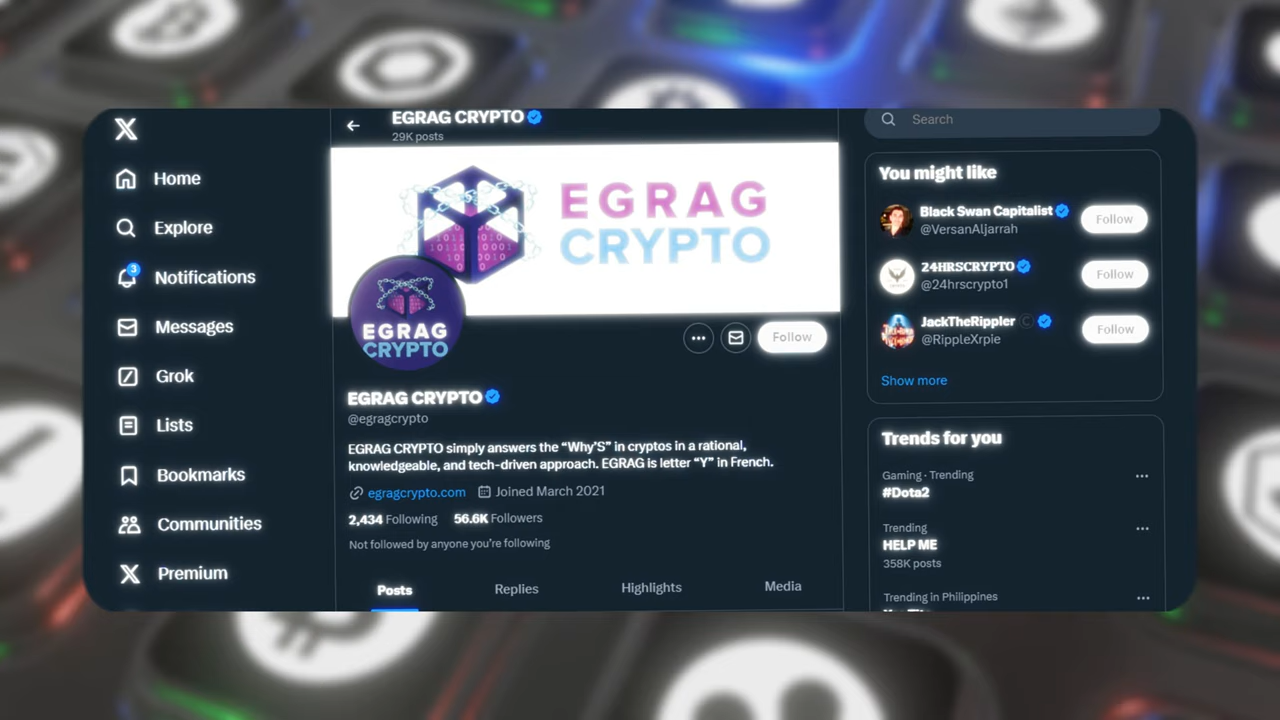 Home
Explore
3
Notifications
Messages
Grok
Lists
Bookmarks
Communities
Premium
EGRAG CRYPTO
29K posts
EGRAG
CRYPTO
EGRAG
CRYPTO
Follow
EGRAG CRYPTO
@egragcrypto
EGRAG CRYPTO simply answers the “Why’S” in cryptos in a rational,
knowledgeable, and tech-driven approach. EGRAG is letter “Y” in French.
egragcrypto.com Joined March 2021
2,434 Following 56.6K Followers
Not followed by anyone you’re following
Posts Replies Highlights Media
Search
You might like
Black Swan Capitalist
@VersanAljarrah
Follow
24HRSCRYPTO
@24hrscrypto1
Follow
JackTheRippler
@RippleXrpie
Follow
Show more
Trends for you
Gaming · Trending
#Dota2
Trending
HELP ME
358K posts
Trending in Philippines